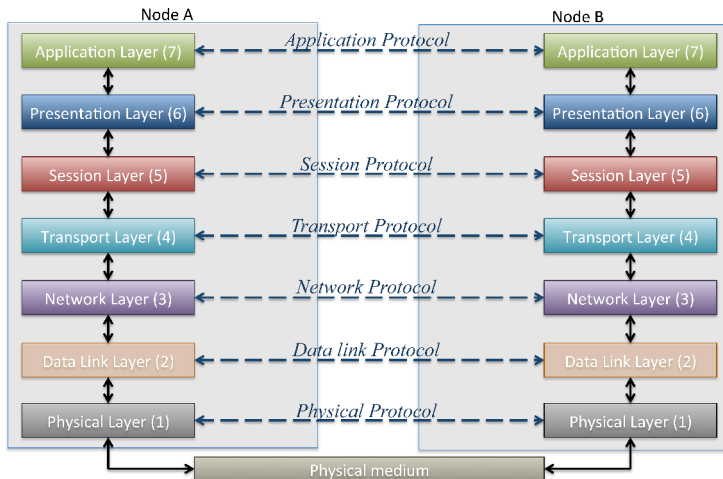 Node A
Node B
Application Layer (7)
Application Protocol
Application Layer (7)
Presentation Layer (6)
Presentation Protocol
Presentation Layer (6)
Session Layer (5)
Session Protocol
Session Layer (5)
Transport Layer (4)
Transport Protocol
Transport Layer (4)
Network Layer (3)
Network Protocol
Network Layer (3)
Data Link Layer (2)
Data link Protocol
Data Link Layer (2)
Physical Layer (1)
Physical Protocol
Physical Layer (1)
Physical medium